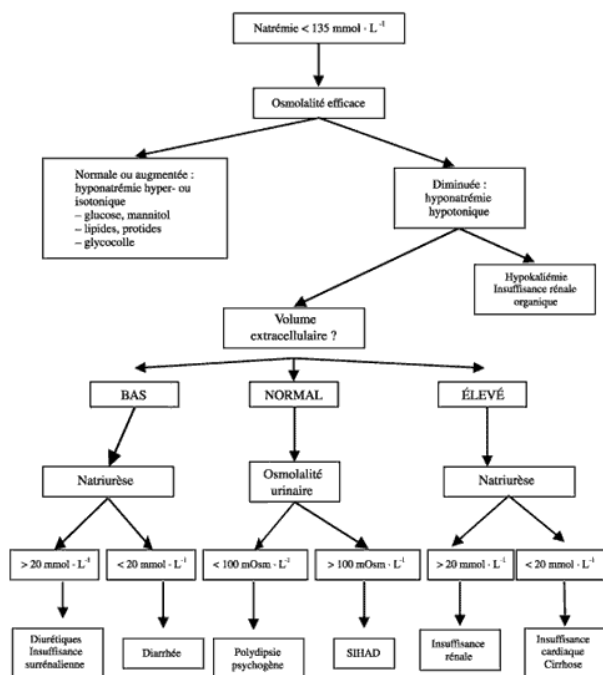 Natrémie < 135 mmol · L⁻¹
Osmolalité efficace
Normale ou augmentée :
hyponatrémie hyper- ou
isotonique
– glucose, mannitol
– lipides, protides
– glycocolle
Diminuée :
hyponatrémie
hypotonique
Hypokaliémie
Insuffisance rénale
organique
Volume
extracellulaire ?
BAS
NORMAL
ÉLEVÉ
Natriurèse
Osmolalité
urinaire
Natriurèse
> 20 mmol · L⁻¹
< 20 mmol · L⁻¹
< 100 mOsm · L⁻¹
> 100 mOsm · L⁻¹
> 20 mmol · L⁻¹
< 20 mmol · L⁻¹
Diurétiques
Insuffisance
surrénalienne
Diarrhée
Polydipsie
psychogène
SIHAD
Insuffisance
rénale
Insuffisance
cardiaque
Cirrhose